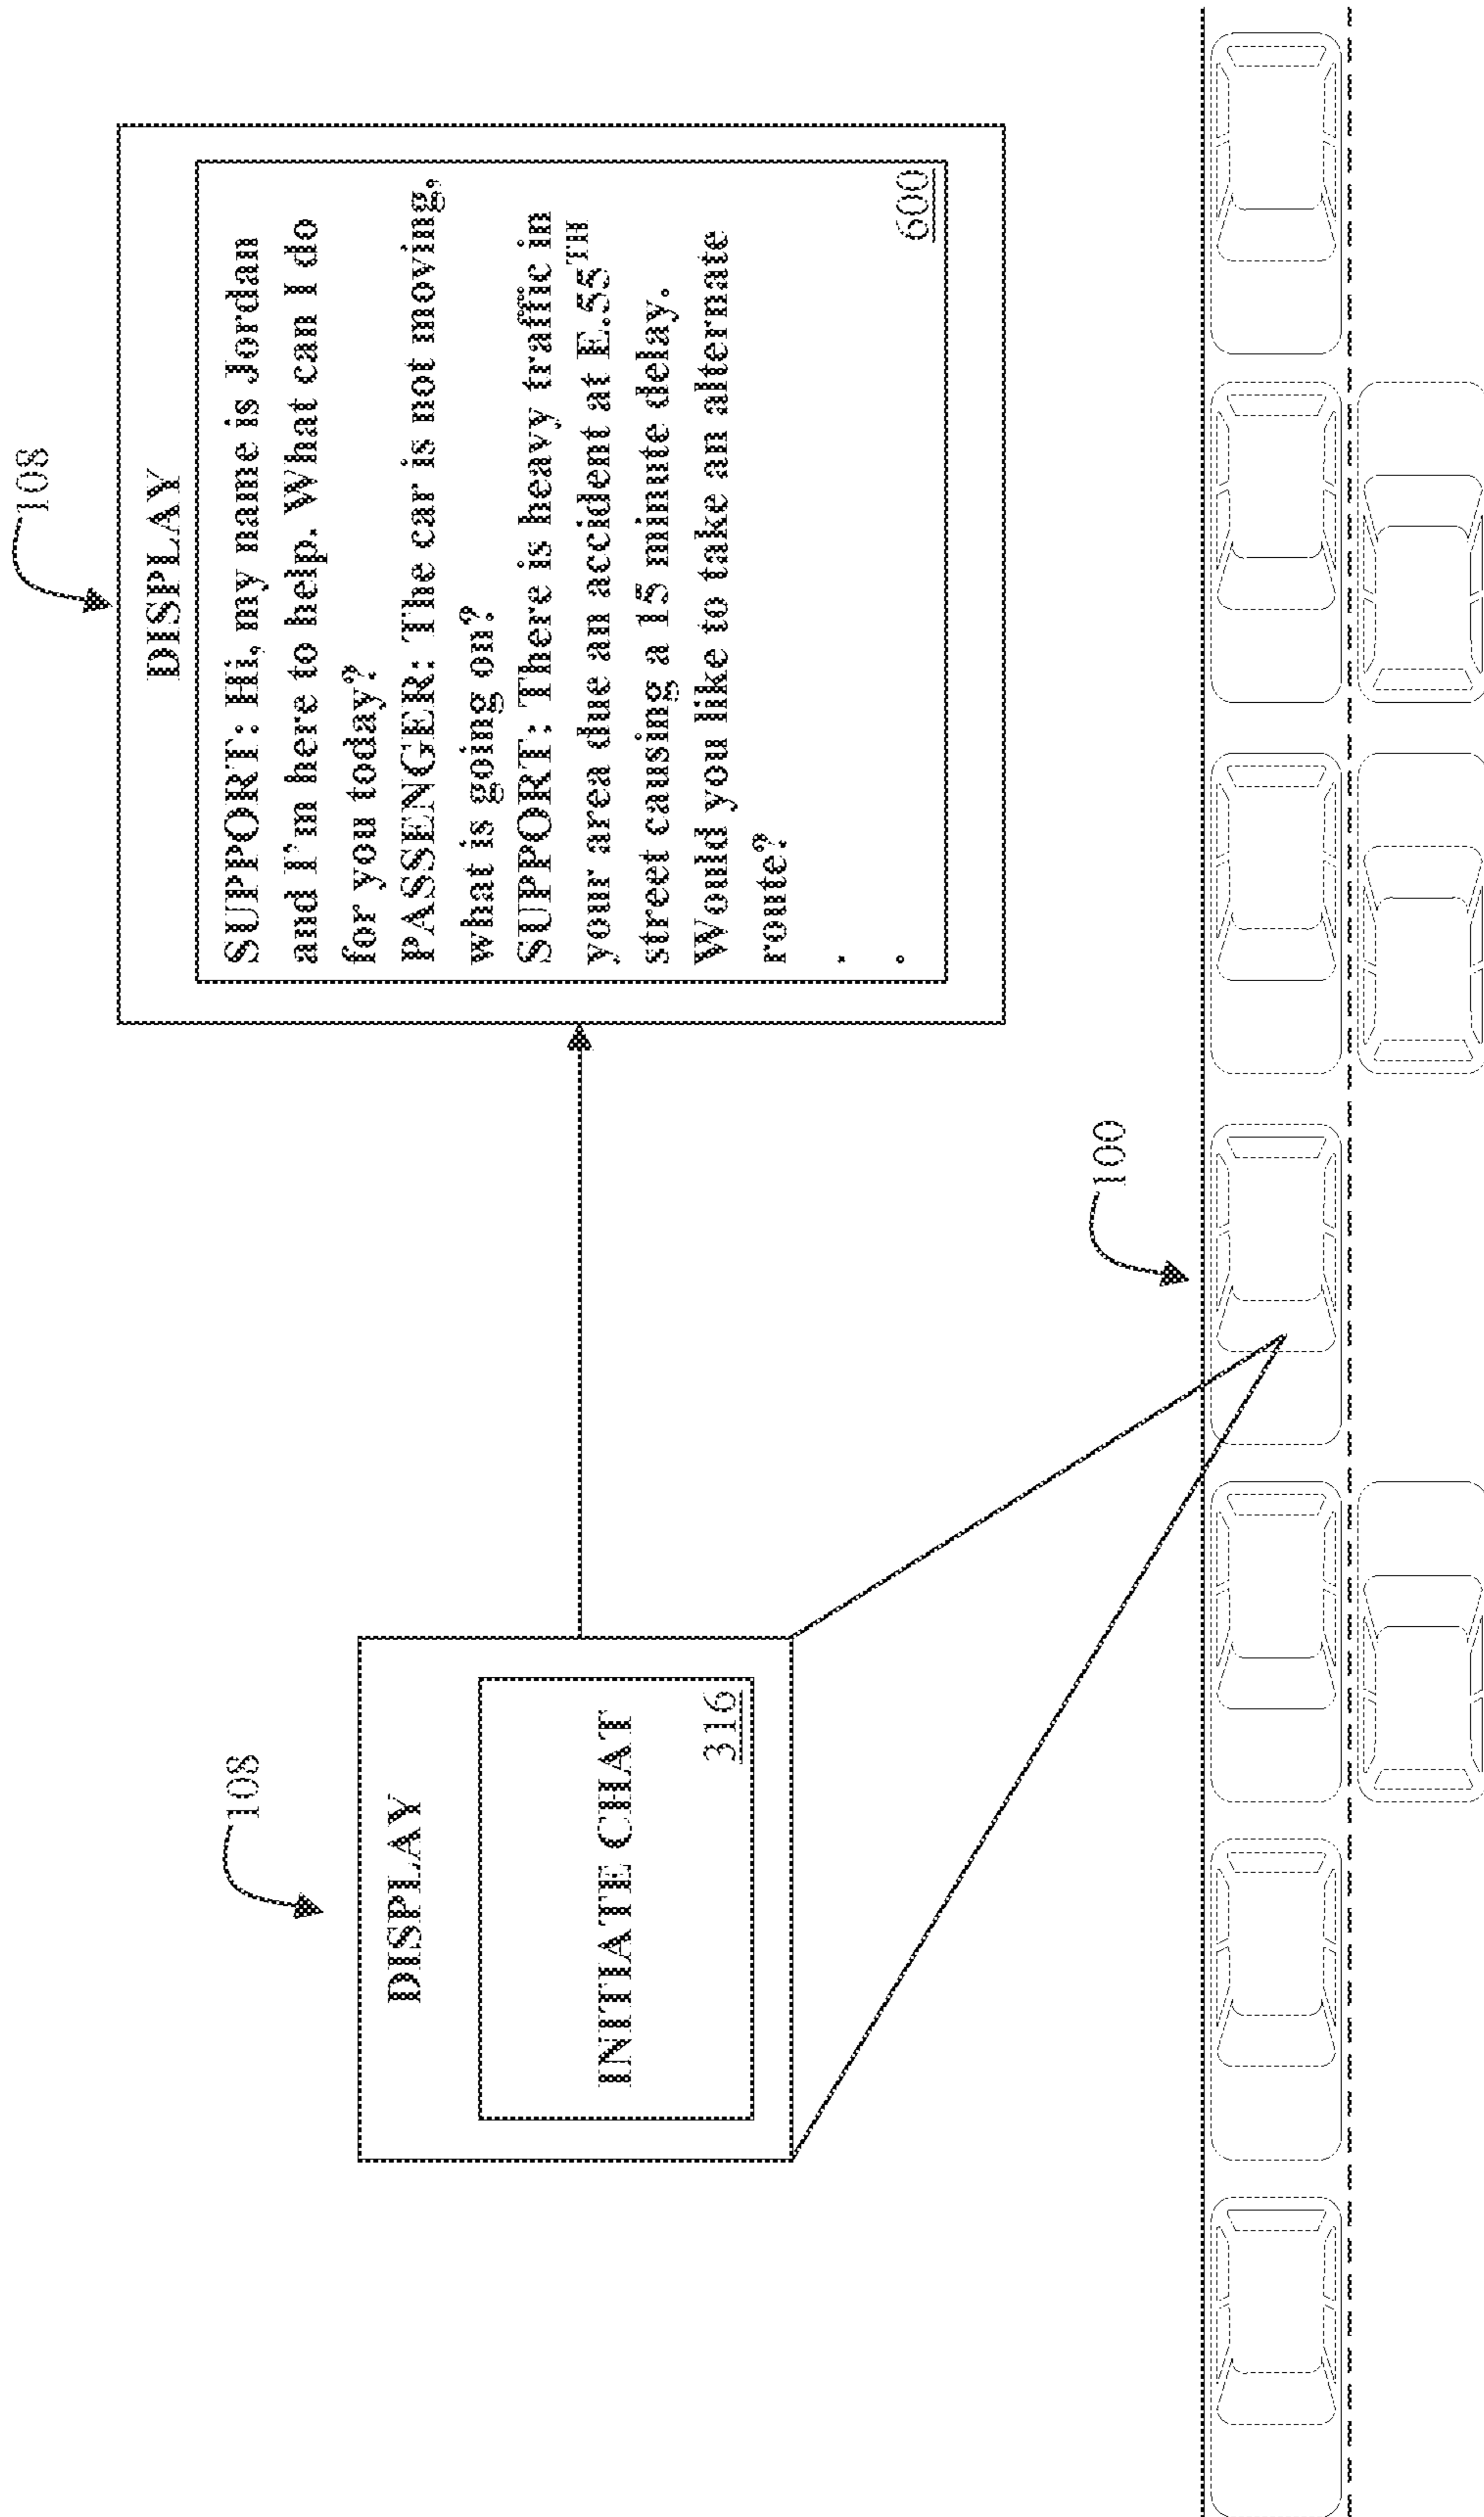 108
DISPLAY
SUPPORT: Hi, my name is Jordan
and I'm here to help. What can I do
for you today?
PASSENGER: The car is not moving,
what is going on?
SUPPORT: There is heavy traffic in
your area due an accident at E.55TH
street causing a 15 minute delay.
Would you like to take an alternate
route?
.
.
600
108
DISPLAY
INITIATE CHAT
316
100